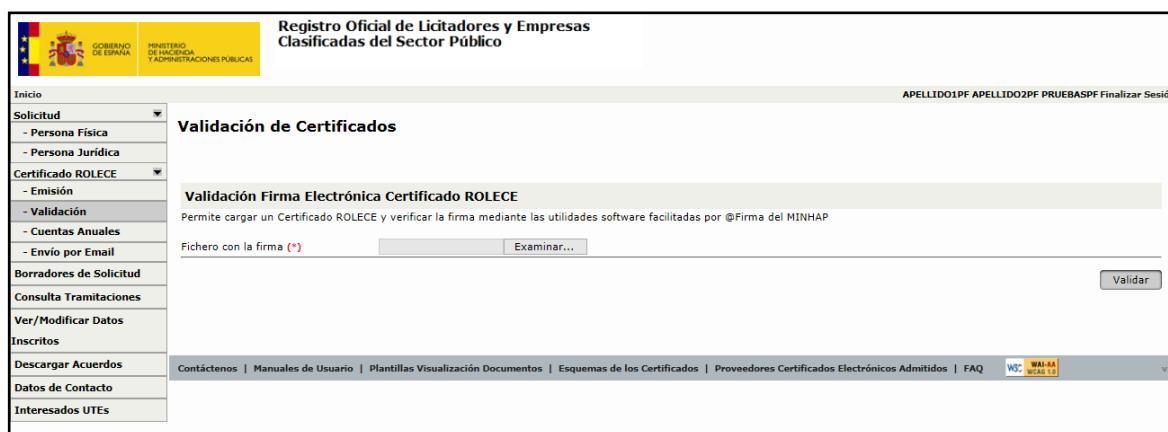 GOBIERNO
DE ESPAÑA
MINISTERIO
DE HACIENDA
Y ADMINISTRACIONES PÚBLICAS
Registro Oficial de Licitadores y Empresas
Clasificadas del Sector Público
Inicio
APELLIDO1PF APELLIDO2PF PRUEBASPF Finalizar Sesió
Solicitud
- Persona Física
- Persona Jurídica
Certificado ROLECE
- Emisión
- Validación
- Cuentas Anuales
- Envío por Email
Borradores de Solicitud
Consulta Tramitaciones
Ver/Modificar Datos
Inscritos
Descargar Acuerdos
Datos de Contacto
Interesados UTEs
Validación de Certificados
Validación Firma Electrónica Certificado ROLECE
Permite cargar un Certificado ROLECE y verificar la firma mediante las utilidades software facilitadas por @Firma del MINHAP
Fichero con la firma (*)
Examinar...
Validar
Contáctenos | Manuales de Usuario | Plantillas Visualización Documentos | Esquemas de los Certificados | Proveedores Certificados Electrónicos Admitidos | FAQ
W3C WAI-AA
WCAG 1.0
v